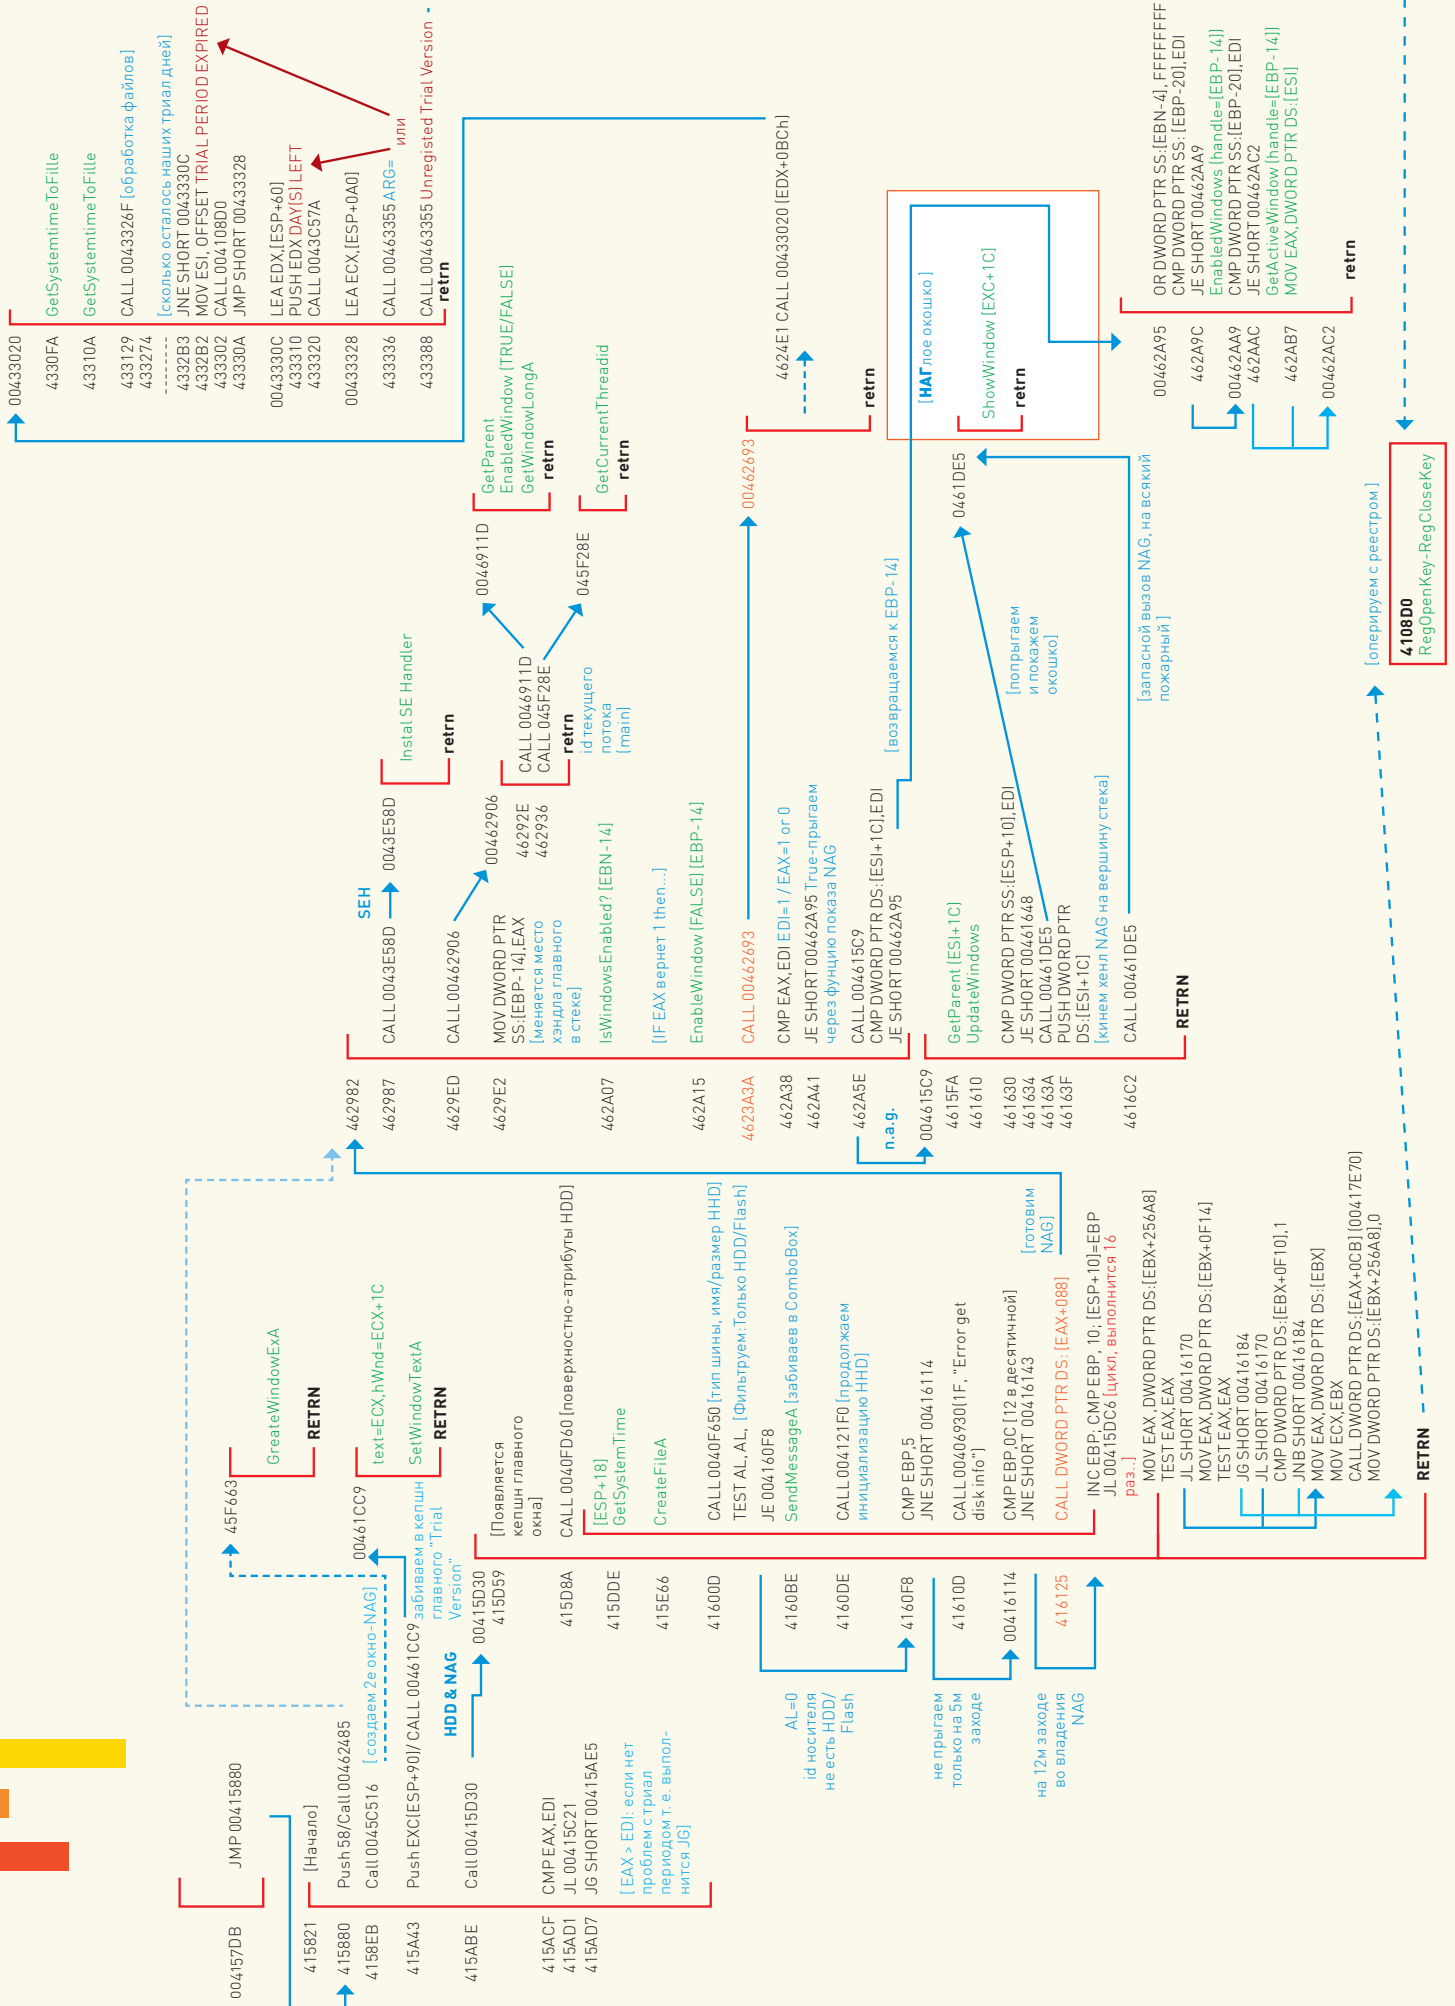 004157DB
JMP 00415880
415821
[Начало]
415880
Push 58/Call 00462485
4158EB
Call 0045C516
[создаем 2е окно-NAG]
415A43
Push EXC[ESP+90]/ CALL 00461CC9
415ABE
Call 00415D30
415ACF
CMP EAX,EDI
415AD1
JL 00415C21
415AD7
JG SHORT 00415AE5
[ EAX > EDI: если нет
проблем с триал
периодом т. е. выпол-
нится JG]
45F663
GreateWindowExA
RETRN
00461CC9
text=ECX,hWnd=ECX+1C
SetWindowTextA
RETRN
забиваем в кепшн
главного "Trial
Version"
HDD & NAG
00415D30
415D59
[Появляется
кепшн главного
окна]
415D8A
CALL 0040FD60 [поверхностно-атрибуты HDD]
415DDE
[ESP+18]
GetSystemTime
415E66
CreateFileA
41600D
CALL 0040F650 [тип шины, имя/размер HHD]
TEST AL,AL, [Фильтруем:Только HDD/Flash]
JE 004160F8
4160BE
SendMessageA [забиваев в ComboBox]
4160DE
CALL 004121F0 [продолжаем
инициализацию HHD]
4160F8
CMP EBP,5
JNE SHORT 00416114
41610D
CALL 00406930(1F, "Error get
disk info")
00416114
CMP EBP,0C [12 в десятичной]
JNE SHORT 00416143
416125
CALL DWORD PTR DS: [EAX+088]
[готовим
NAG]
INC EBP; CMP EBP, 10; [ESP+10]=EBP
JL 00415DC6 [цикл, выполнится 16
раз..]
MOV EAX,DWORD PTR DS:[EBX+256A8]
TEST EAX,EAX
JL SHORT 00416170
MOV EAX,DWORD PTR DS:[EBX+0F14]
TEST EAX,EAX
JG SHORT 00416184
JL SHORT 00416170
CMP DWORD PTR DS:[EBX+0F10],1
JNB SHORT 00416184
MOV EAX,DWORD PTR DS:[EBX]
MOV ECX,EBX
CALL DWORD PTR DS:[EAX+0CB] [00417E70]
MOV DWORD PTR DS:[EBX+256A8],0
RETRN
AL=0
id носителя
не есть HDD/
Flash
не прыгаем
только на 5м
заходе
на 12м заходе
во владения
NAG
462982
462987
CALL 0043E58D
SEH
0043E58D
Instal SE Handler
retrn
4629ED
CALL 00462906
00462906
46292E
CALL 0046911D
462936
CALL 045F28E
retrn
id текущего
потока
(main)
0046911D
GetParent
EnabledWindow (TRUE/FALSE)
GetWindowLongA
retrn
045F28E
GetCurrentThreadid
retrn
4629E2
MOV DWORD PTR
SS:[EBP-14],EAX
[меняется место
хэндла главного
в стеке]
462A07
IsWindowsEnabled? [EBN-14]
[IF EAX вернет 1 then...]
462A15
EnableWindow (FALSE) [EBP-14]
4623A3A
CALL 00462693
00462693
4624E1 CALL 00433020 (EDX+0BCh)
retrn
462A38
CMP EAX,EDI EDI=1 / EAX=1 or 0
462A41
JE SHORT 00462A95 True-прыгаем
через фунцию показа NAG
462A5E
CALL 004615C9
CMP DWORD PTR DS:[ESI+1C],EDI
JE SHORT 00462A95
[возвращаемся к EBP-14]
n.a.g.
004615C9
4615FA
GetParent [ESI+1C]
461610
UpdateWindows
461630
CMP DWORD PTR SS:[ESP+10],EDI
461634
JE SHORT 00461648
46163A
CALL 00461DE5
46163F
PUSH DWORD PTR
DS:[ESI+1C]
[кинем хенл NAG на вершину стека]
4616C2
CALL 00461DE5
RETRN
[попрыгаем
и покажем
окошко]
[запасной вызов NAG, на всякий
пожарный ]
0461DE5
[НАГлое окошко ]
ShowWindow [EXC+1C]
retrn
00433020
4330FA
GetSystemtimeToFille
43310A
GetSystemtimeToFille
433129
CALL 0043326F [обработка файлов]
433274
---------
[сколько осталось наших триал дней]
4332B3
JNE SHORT 0043330C
4332B2
MOV ESI, OFFSET TRIAL PERIOD EXPIRED
433302
CALL 004108D0
43330A
JMP SHORT 00433328
0043330C
LEA EDX,[ESP+60]
433310
PUSH EDX DAY(S) LEFT
433320
CALL 0043C57A
00433328
LEA ECX,[ESP+0A0]
433336
CALL 00463355 ARG=
или
433388
CALL 00463355 Unregisted Trial Version -
retrn
00462A95
ORDWORD PTR SS:[EBN-4], FFFFFFFF
CMP DWORD PTR SS: [EBP-20],EDI
462A9C
JE SHORT 00462AA9
EnabledWindows (handle=[EBP-14])
00462AA9
CMP DWORD PTR SS:[EBP-20],EDI
462AAC
JE SHORT 00462AC2
GetActiveWindow (handle=[EBP-14])
462AB7
MOV EAX,DWORD PTR DS:[ESI]
00462AC2
retrn
[оперируем с реестром ]
4108D0
RegOpenKey-RegCloseKey